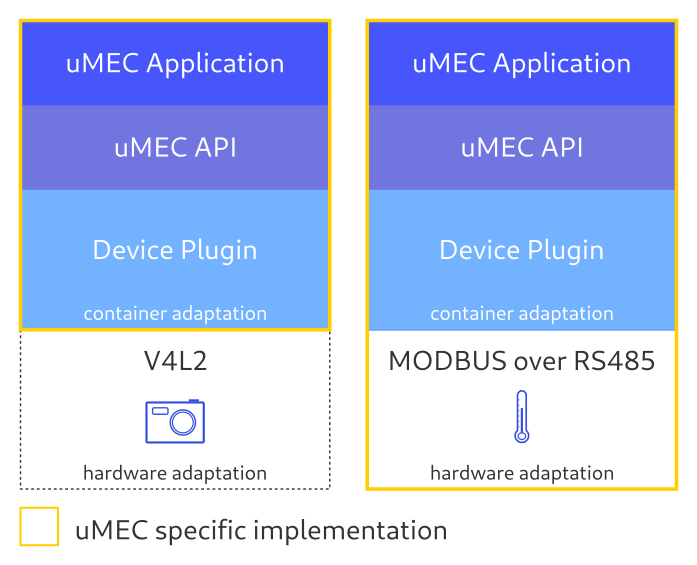 uMEC Application
uMEC API
Device Plugin
container adaptation
V4L2
hardware adaptation
uMEC Application
uMEC API
Device Plugin
container adaptation
MODBUS over RS485
hardware adaptation
uMEC specific implementation